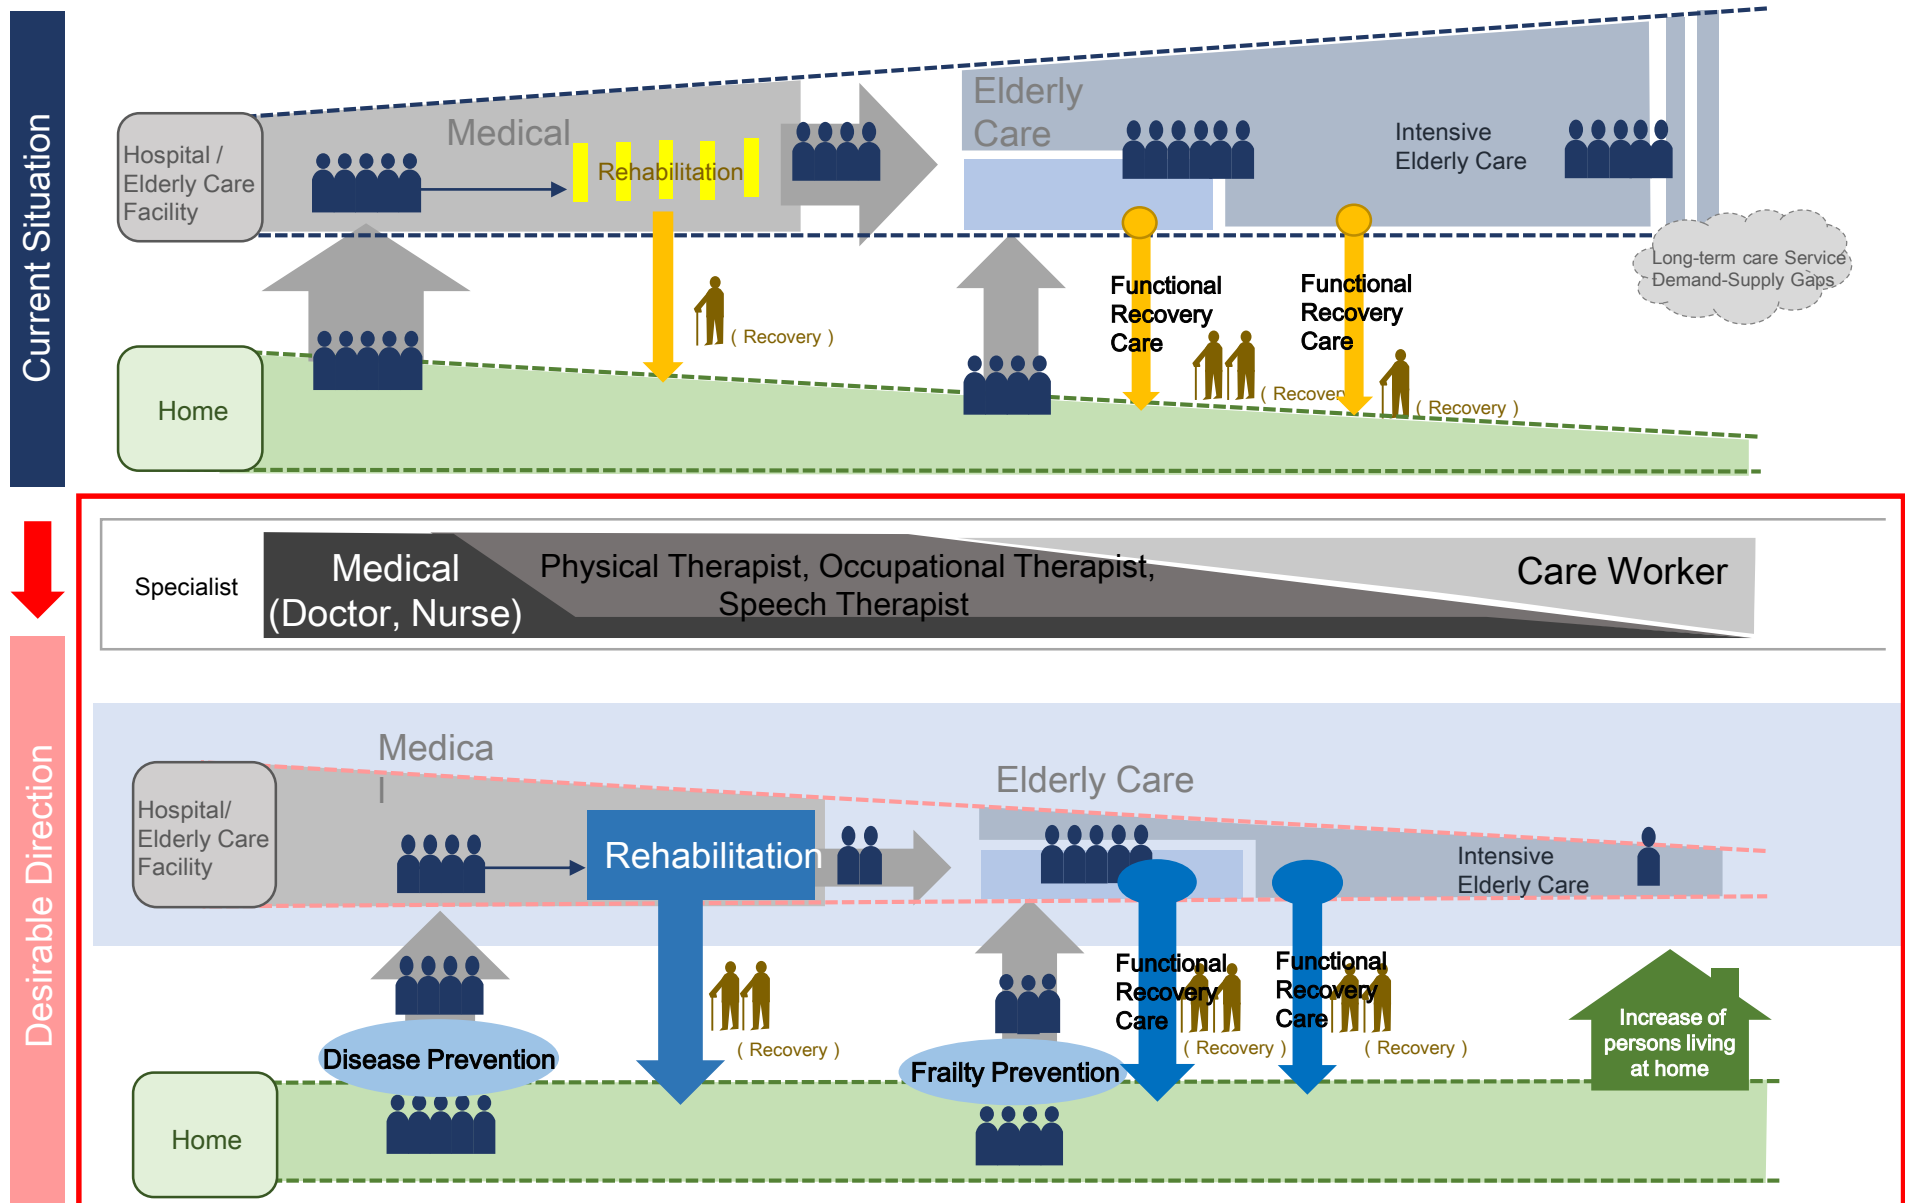 Current Situation
Hospital /
Elderly Care
Facility
Medical
Rehabilitation
Elderly
Care
Intensive
Elderly Care
Long-term care Service
Demand-Supply Gaps
( Recovery )
Functional
Recovery
Care
( Recovery
Functional
Recovery
Care
( Recovery )
Home
Specialist
Medical
(Doctor, Nurse)
Physical Therapist, Occupational Therapist,
Speech Therapist
Care Worker
Desirable Direction
Hospital/
Elderly Care
Facility
Medica
l
Rehabilitation
Elderly Care
Intensive
Elderly Care
Disease Prevention
( Recovery )
Frailty Prevention
Functional
Recovery
Care
( Recovery )
Functional
Recovery
Care
( Recovery )
Increase of
persons living
at home
Home